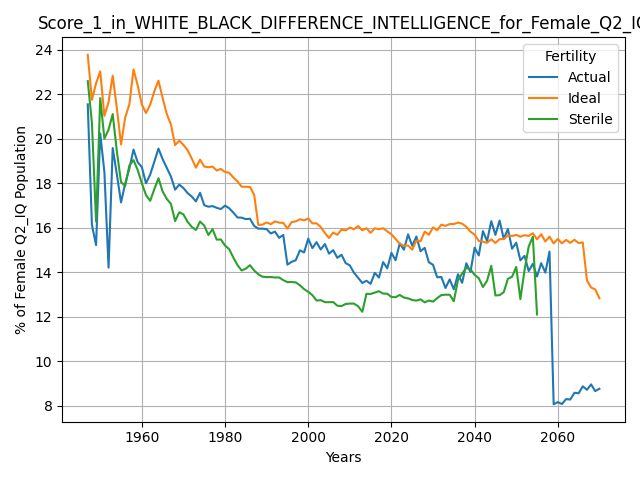 Score_1_in_WHITE_BLACK_DIFFERENCE_INTELLIGENCE_for_Female_Q2_IQ
Fertility
Actual
Ideal
Sterile
% of Female Q2_IQ Population
24
22
20
18
16
14
12
10
8
1960 1980 2000 2020 2040 2060
Years